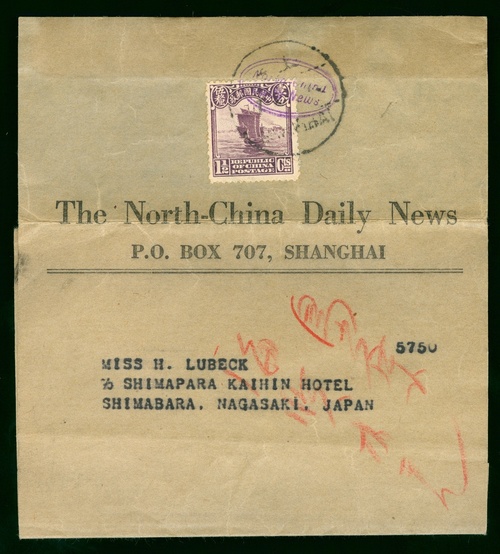 REPUBLIC
OF CHINA
POSTAGE
1½ Cts
The North-China Daily News
P.O. BOX 707, SHANGHAI
5750
MISS H. LUBECK
℅ SHIMAPARA KAIHIN HOTEL
SHIMABARA, NAGASAKI, JAPAN